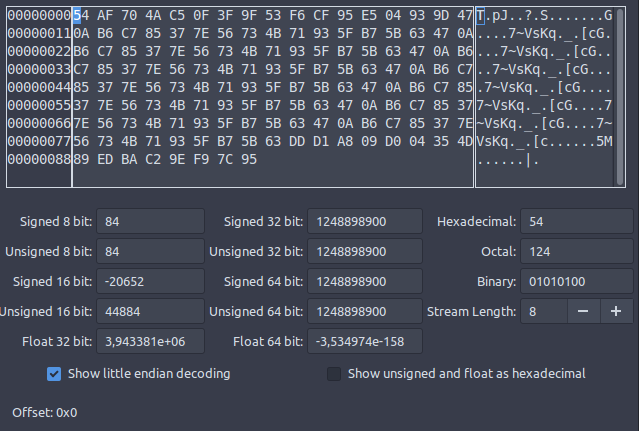 00000000 54 AF 70 4A C5 0F 3F 9F 53 F6 CF 95 E5 04 93 9D 47 T.pJ..?.S.......G
00000011 0A B6 C7 85 37 7E 56 73 4B 71 93 5F B7 5B 63 47 0A ....7~VsKq._.[cG.
00000022 B6 C7 85 37 7E 56 73 4B 71 93 5F B7 5B 63 47 0A B6 ...7~VsKq._.[cG..
00000033 C7 85 37 7E 56 73 4B 71 93 5F B7 5B 63 47 0A B6 C7 ..7~VsKq._.[cG...
00000044 85 37 7E 56 73 4B 71 93 5F B7 5B 63 47 0A B6 C7 85 .7~VsKq._.[cG....
00000055 37 7E 56 73 4B 71 93 5F B7 5B 63 47 0A B6 C7 85 37 7~VsKq._.[cG....7
00000066 7E 56 73 4B 71 93 5F B7 5B 63 47 0A B6 C7 85 37 7E ~VsKq._.[cG....7~
00000077 56 73 4B 71 93 5F B7 5B 63 DD D1 A8 09 D0 04 35 4D VsKq._.[c......5M
00000088 89 ED BA C2 9E F9 7C 95 ......|.
Signed 8 bit: 84 Signed 32 bit: 1248898900 Hexadecimal: 54
Unsigned 8 bit: 84 Unsigned 32 bit: 1248898900 Octal: 124
Signed 16 bit: -20652 Signed 64 bit: 1248898900 Binary: 01010100
Unsigned 16 bit: 44884 Unsigned 64 bit: 1248898900 Stream Length: 8 − +
Float 32 bit: 3,943381e+06 Float 64 bit: -3,534974e-158
Show little endian decoding Show unsigned and float as hexadecimal
Offset: 0x0